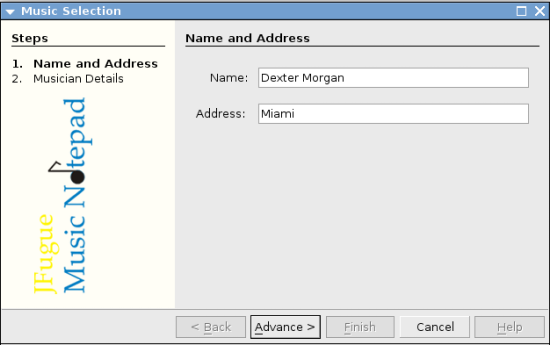 Music Selection
Steps
Name and Address
1. Name and Address
2. Musician Details
Name: Dexter Morgan
Address: Miami
JFugue
Music Notepad
< Back Advance > Finish Cancel Help